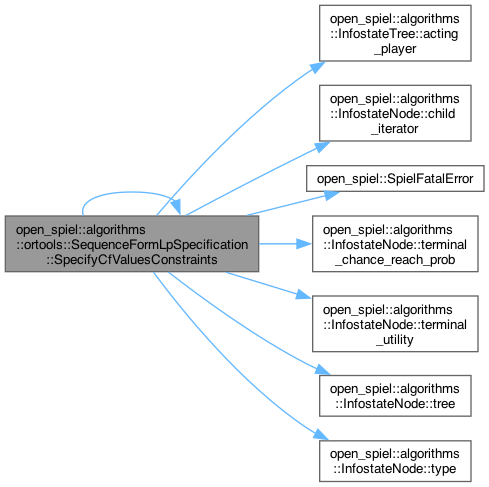 open_spiel::algorithms
::InfostateTree::acting
_player
open_spiel::algorithms
::InfostateNode::child
_iterator
open_spiel::SpielFatalError
open_spiel::algorithms
::ortools::SequenceFormLpSpecification
::SpecifyCfValuesConstraints
open_spiel::algorithms
::InfostateNode::terminal
_chance_reach_prob
open_spiel::algorithms
::InfostateNode::terminal
_utility
open_spiel::algorithms
::InfostateNode::tree
open_spiel::algorithms
::InfostateNode::type